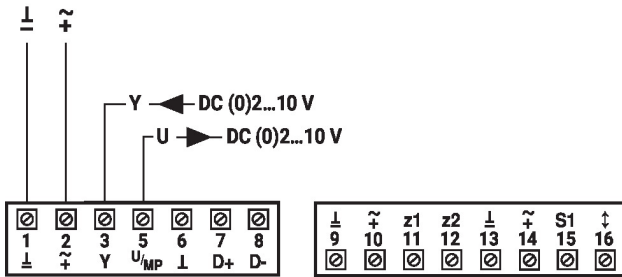 ⊥ ~
− +
Y DC (0)2...10 V
U DC (0)2...10 V
1 2 3 5 6 7 8
⊥ ~+ Y U/MP ⊥ D+ D-
⊥ ~+ z1 z2 ⊥ ~+ S1 ↕
9 10 11 12 13 14 15 16